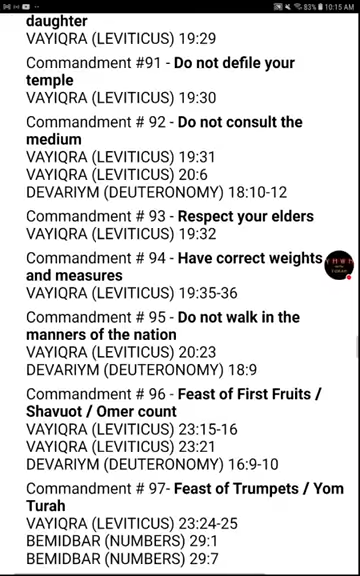 83% 10:15 AM
daughter
VAYIQRA (LEVITICUS) 19:29
Commandment #91 - Do not defile your
temple
VAYIQRA (LEVITICUS) 19:30
Commandment # 92 - Do not consult the
medium
VAYIQRA (LEVITICUS) 19:31
VAYIQRA (LEVITICUS) 20:6
DEVARIYM (DEUTERONOMY) 18:10-12
Commandment # 93 - Respect your elders
VAYIQRA (LEVITICUS) 19:32
Commandment # 94 - Have correct weights
and measures
VAYIQRA (LEVITICUS) 19:35-36
Commandment # 95 - Do not walk in the
manners of the nation
VAYIQRA (LEVITICUS) 20:23
DEVARIYM (DEUTERONOMY) 18:9
Commandment # 96 - Feast of First Fruits /
Shavuot / Omer count
VAYIQRA (LEVITICUS) 23:15-16
VAYIQRA (LEVITICUS) 23:21
DEVARIYM (DEUTERONOMY) 16:9-10
Commandment # 97- Feast of Trumpets / Yom
Turah
VAYIQRA (LEVITICUS) 23:24-25
BEMIDBAR (NUMBERS) 29:1
BEMIDBAR (NUMBERS) 29:7